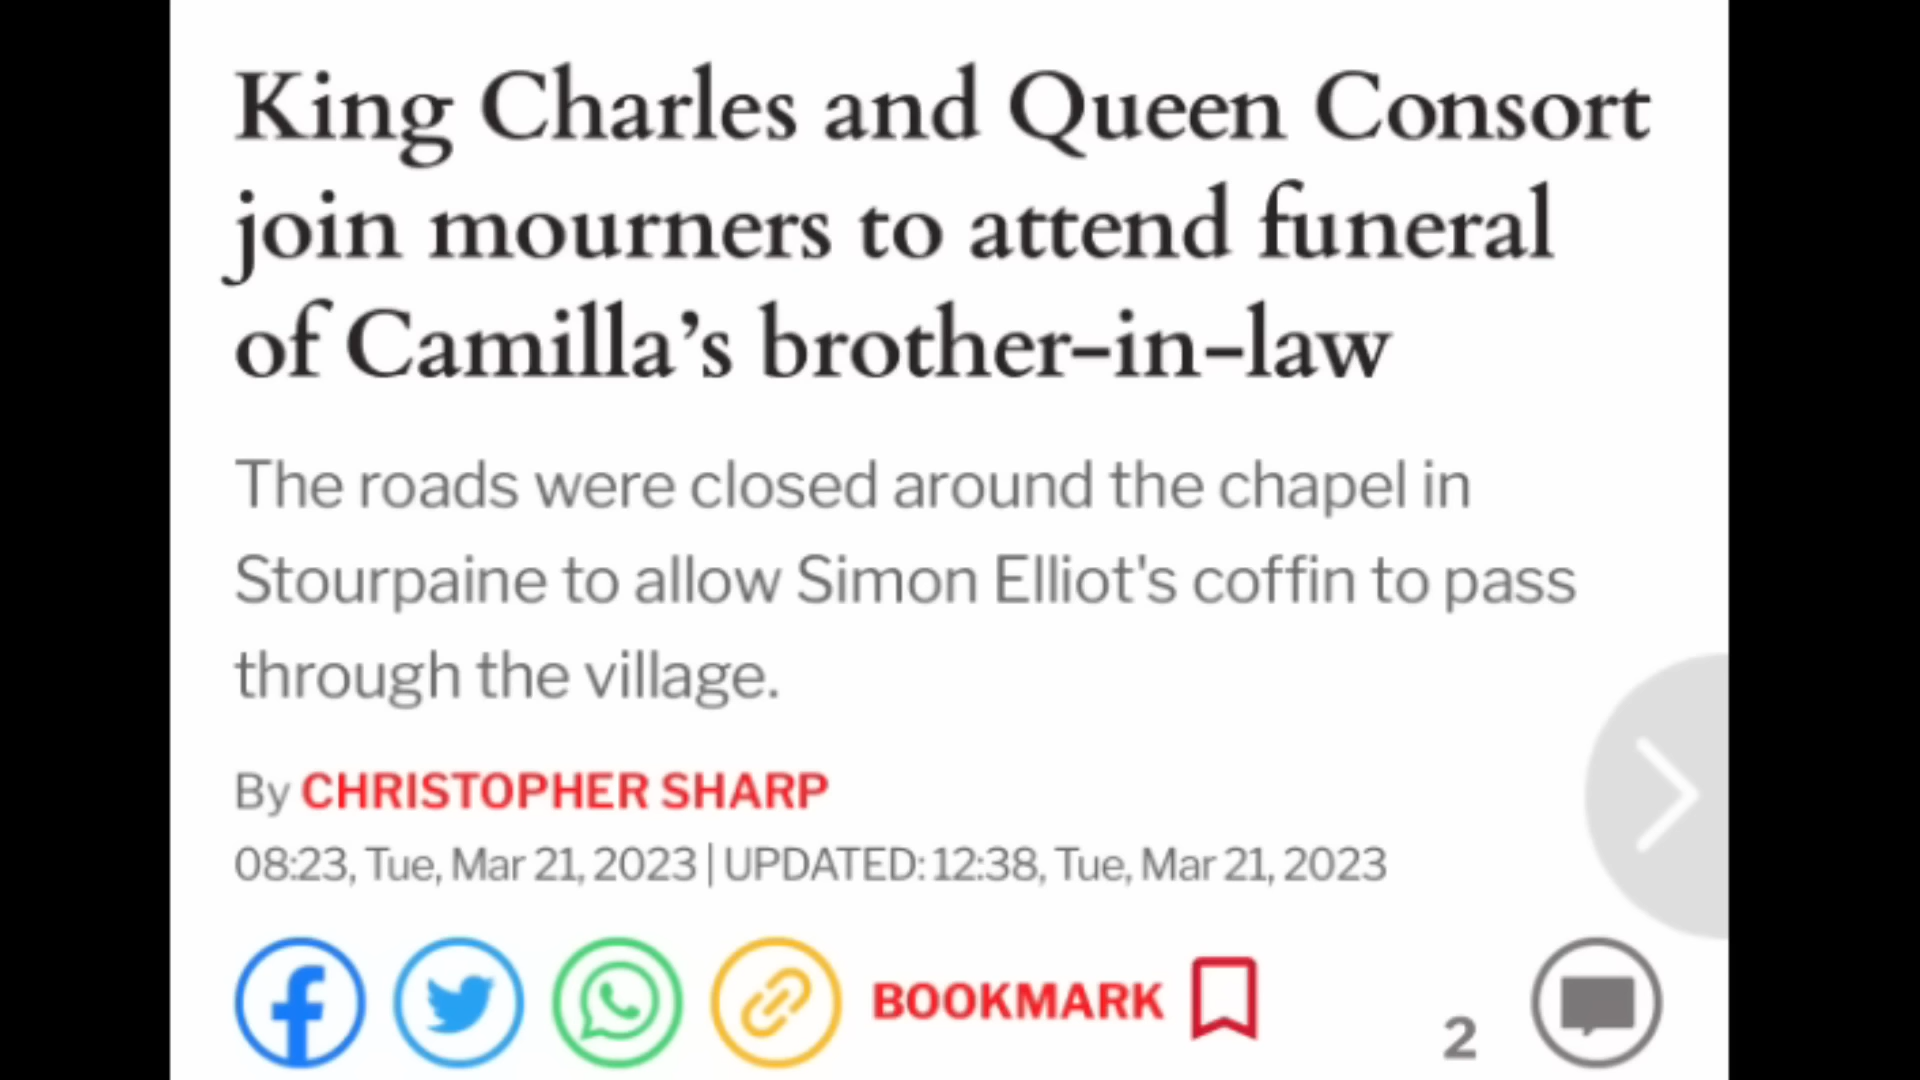 King Charles and Queen Consort
join mourners to attend funeral
of Camilla’s brother-in-law
The roads were closed around the chapel in
Stourpaine to allow Simon Elliot's coffin to pass
through the village.
By CHRISTOPHER SHARP
08:23, Tue, Mar 21, 2023 | UPDATED: 12:38, Tue, Mar 21, 2023
BOOKMARK
2